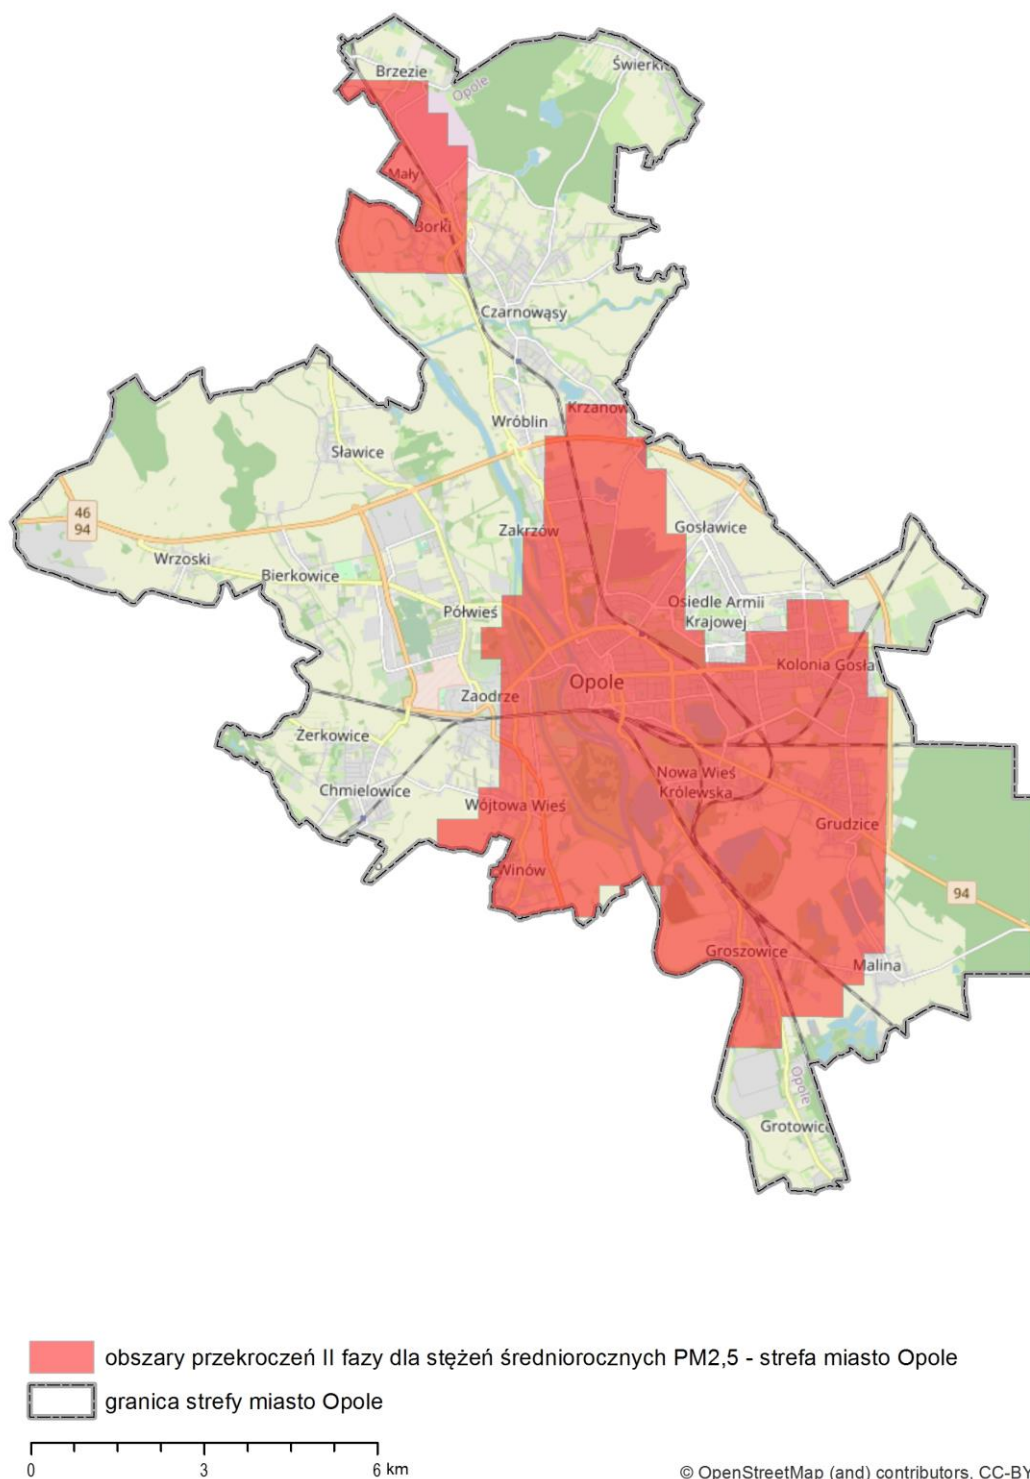 Brzezie
Świerkl
Opole
Mały
Borki
Czarnowąsy
Krzanow
Wróblin
Sławice
46
94
Zakrzów
Gosławice
Wrzoski
Bierkowice
Półwieś
Osiedle Armii
Krajowej
Opole
Kolonia Gosła
Zaodrze
Żerkowice
Nowa Wieś
Królewska
Chmielowice
Wójtowa Wieś
Grudzice
Winów
94
Groszowice
Malina
Opole
Grotowic
obszary przekroczeń II fazy dla stężeń średniorocznych PM2,5 - strefa miasto Opole
granica strefy miasto Opole
0 3 6 km
© OpenStreetMap (and) contributors, CC-BY